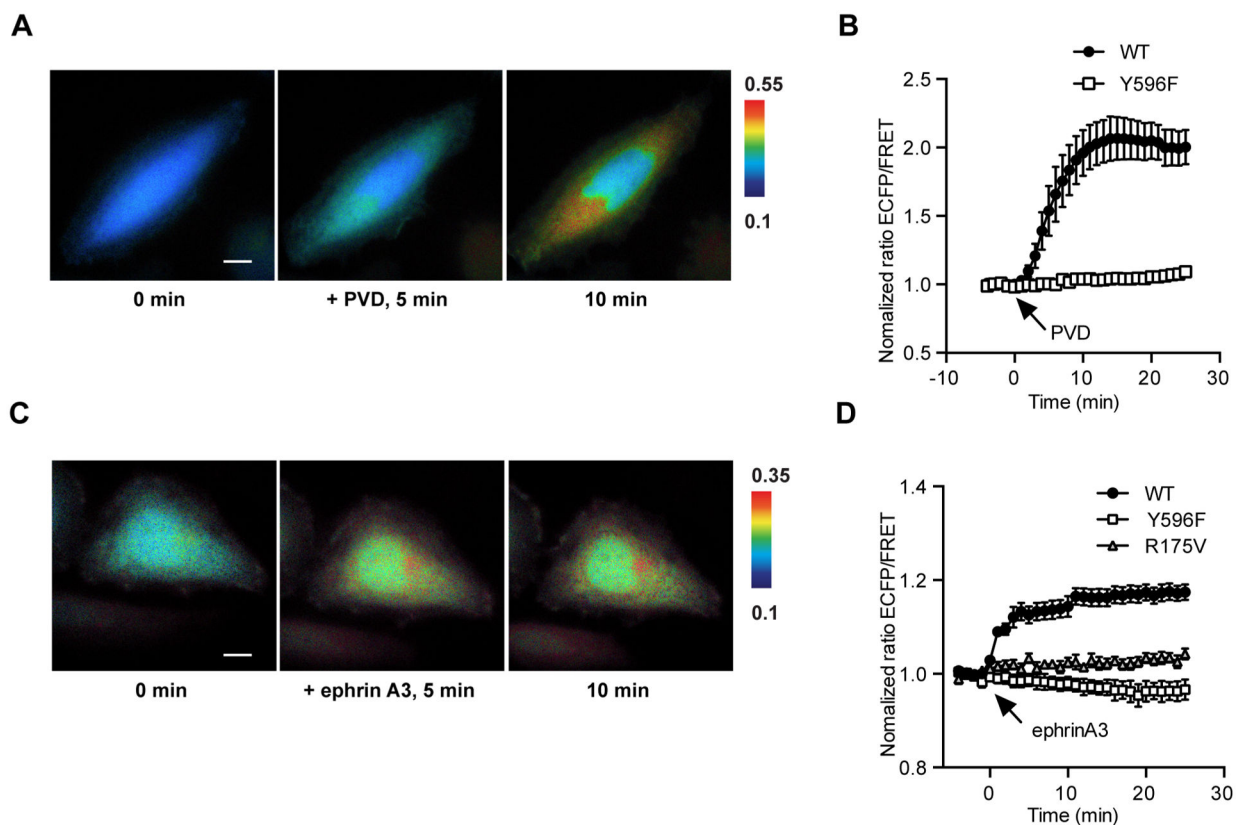 A
0.55
0.1
0 min
+ PVD, 5 min
10 min
B
WT
Y596F
Nomalized ratio ECFP/FRET
2.5
2.0
1.5
1.0
0.5
PVD
-10
0
10
20
30
Time (min)
C
0.35
0.1
0 min
+ ephrin A3, 5 min
10 min
D
WT
Y596F
R175V
Nomalized ratio ECFP/FRET
1.4
1.2
1.0
0.8
ephrinA3
0
10
20
30
Time (min)